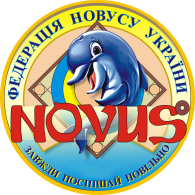 ФЕДЕРАЦІЯ НОВУСУ УКРАЇНИ
NOVUS
ЗАВЖДИ ПОСПІШАЙ ПОВІЛЬНО